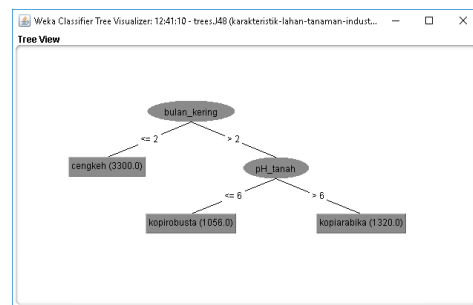 Weka Classifier Tree Visualizer: 12:41:10 - trees.J48 (karakteristik-lahan-tanaman-indust...
Tree View
bulan_kering
<= 2
> 2
cengkeh (3300.0)
pH_tanah
<= 6
> 6
kopirobusta (1056.0)
kopiarabika (1320.0)